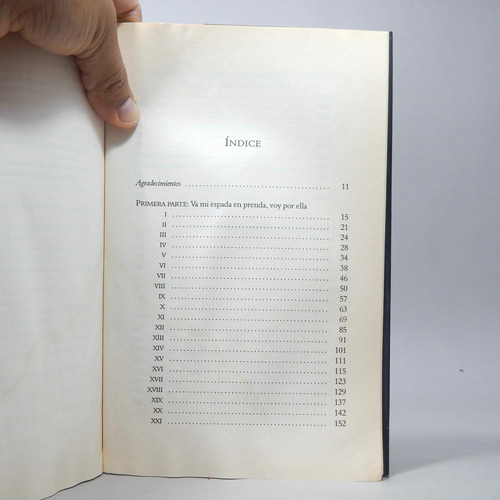 ÍNDICE
Agradecimientos ........................................ 11
PRIMERA PARTE: Va mi espada en prenda, voy por ella
I ........................................ 15
II ........................................ 21
III ........................................ 24
IV ........................................ 28
V ........................................ 34
VI ........................................ 38
VII ........................................ 46
VIII ........................................ 50
IX ........................................ 57
X ........................................ 63
XI ........................................ 69
XII ........................................ 85
XIII ........................................ 91
XIV ........................................ 101
XV ........................................ 111
XVI ........................................ 115
XVII ........................................ 123
XVIII ........................................ 129
XIX ........................................ 137
XX ........................................ 142
XXI ........................................ 152